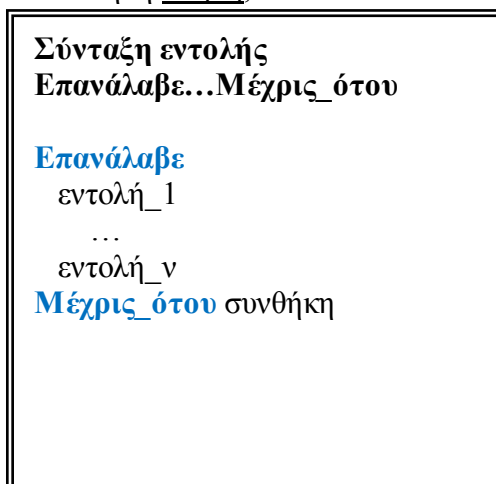 Σύνταξη εντολής
Επανάλαβε…Μέχρις_ότου
Επανάλαβε
εντολή_1
…
εντολή_ν
Μέχρις_ότου συνθήκη